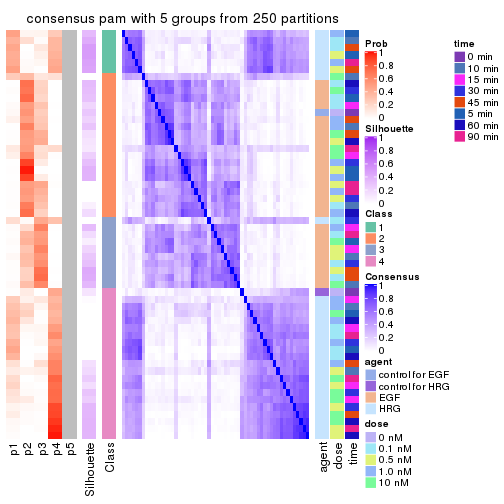 consensus pam with 5 groups from 250 partitions
Prob
1
0.8
0.6
0.4
0.2
0
Silhouette
1
0.8
0.6
0.4
0.2
0
Class
1
2
3
4
Consensus
1
0.8
0.6
0.4
0.2
0
agent
control for EGF
control for HRG
EGF
HRG
dose
0 nM
0.1 nM
0.5 nM
1.0 nM
10 nM
time
0 min
10 min
15 min
30 min
45 min
5 min
60 min
90 min
p1
p2
p3
p4
p5
Silhouette
Class
agent
dose
time